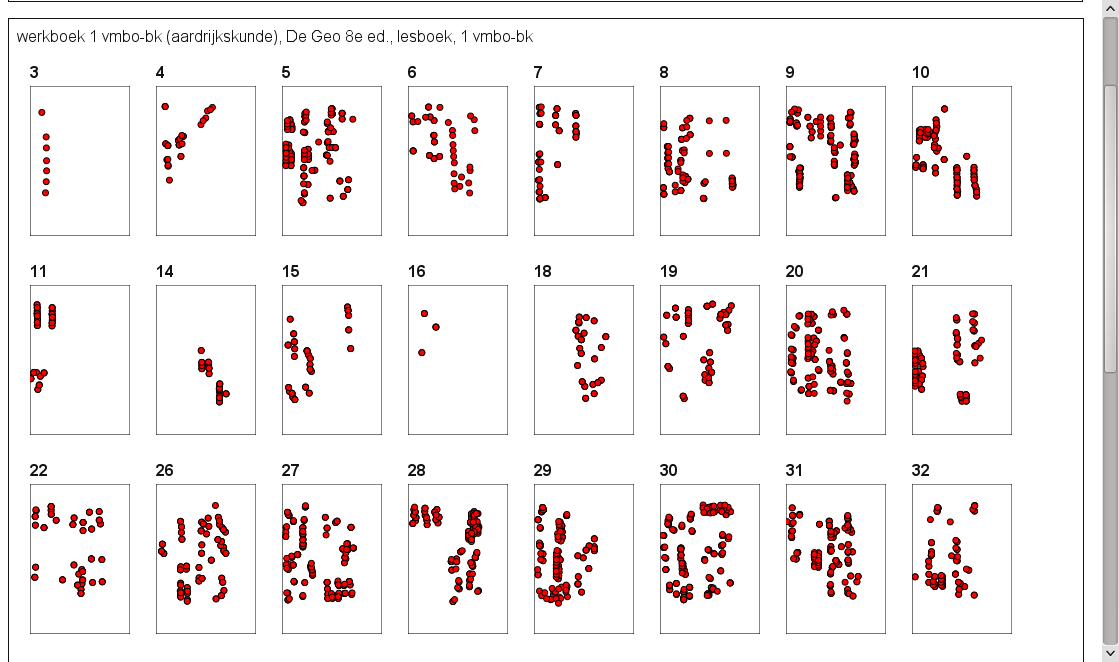 werkboek 1 vmbo-bk (aardrijkskunde), De Geo 8e ed., lesboek, 1 vmbo-bk
3 4 5 6 7 8 9 10
11 14 15 16 18 19 20 21
22 26 27 28 29 30 31 32